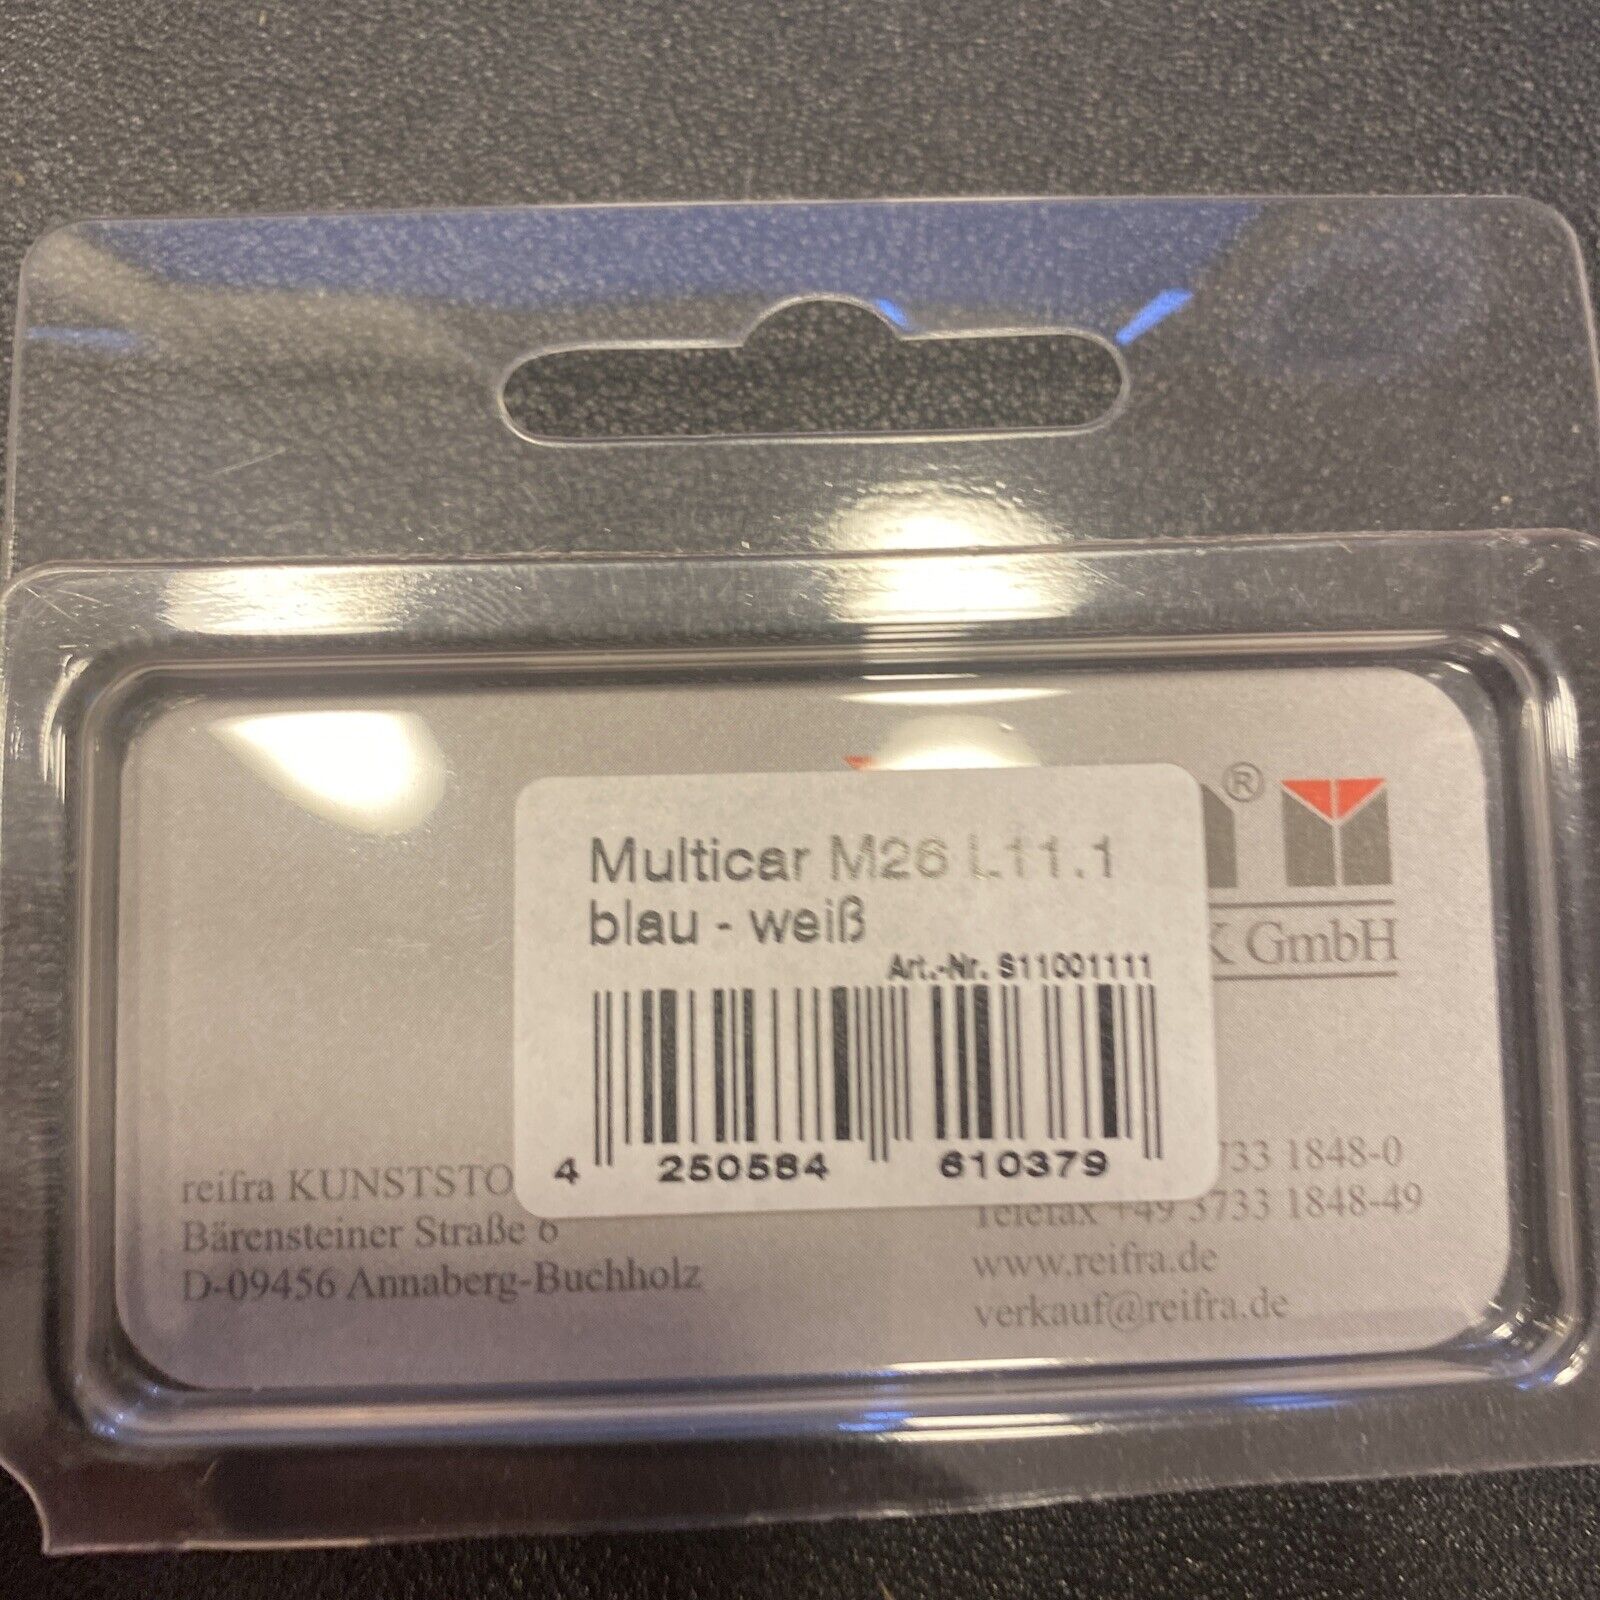 ®
Multicar M26 L11.1
blau - weiß
K GmbH
Art.-Nr. S11001111
4 250584 610379
reifra KUNSTSTO
Bärensteiner Straße 6
D-09456 Annaberg-Buchholz
733 1848-0
Telefax +49 3733 1848-49
www.reifra.de
verkauf@reifra.de